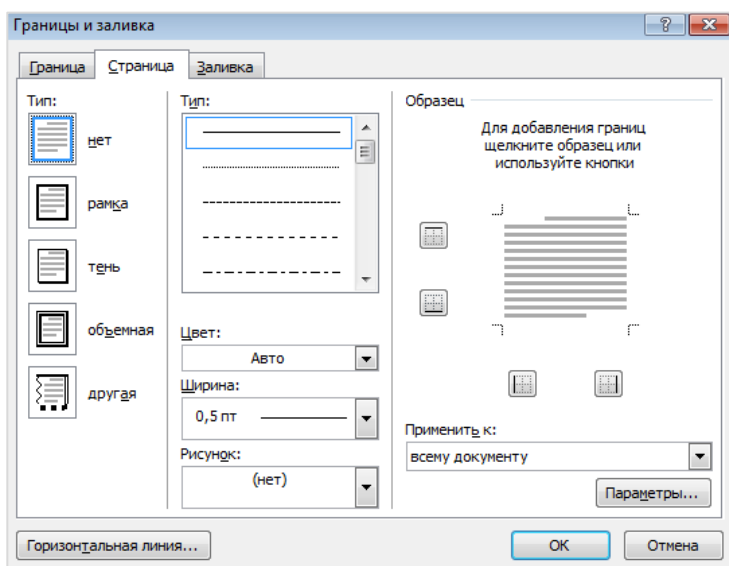 Границы и заливка
Граница
Страница
Заливка
Тип:
нет
рамка
тень
объемная
другая
Тип:
Цвет:
Авто
Ширина:
0,5 пт
Рисунок:
(нет)
Образец
Для добавления границ
щелкните образец или
используйте кнопки
Применить к:
всему документу
Параметры...
Горизонтальная линия...
ОК
Отмена